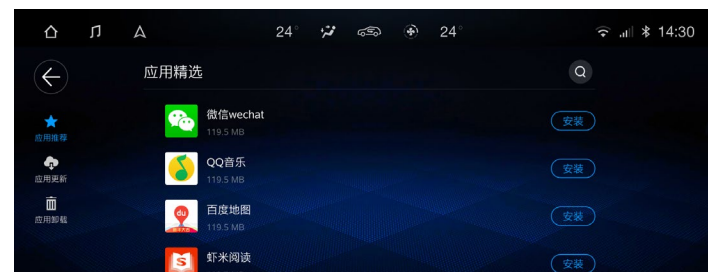 24° 24° 14:30
应用精选
应用推荐
应用更新
应用卸载
微信wechat
119.5 MB
安装
QQ音乐
119.5 MB
安装
du
百度地图
119.5 MB
安装
虾米阅读
安装